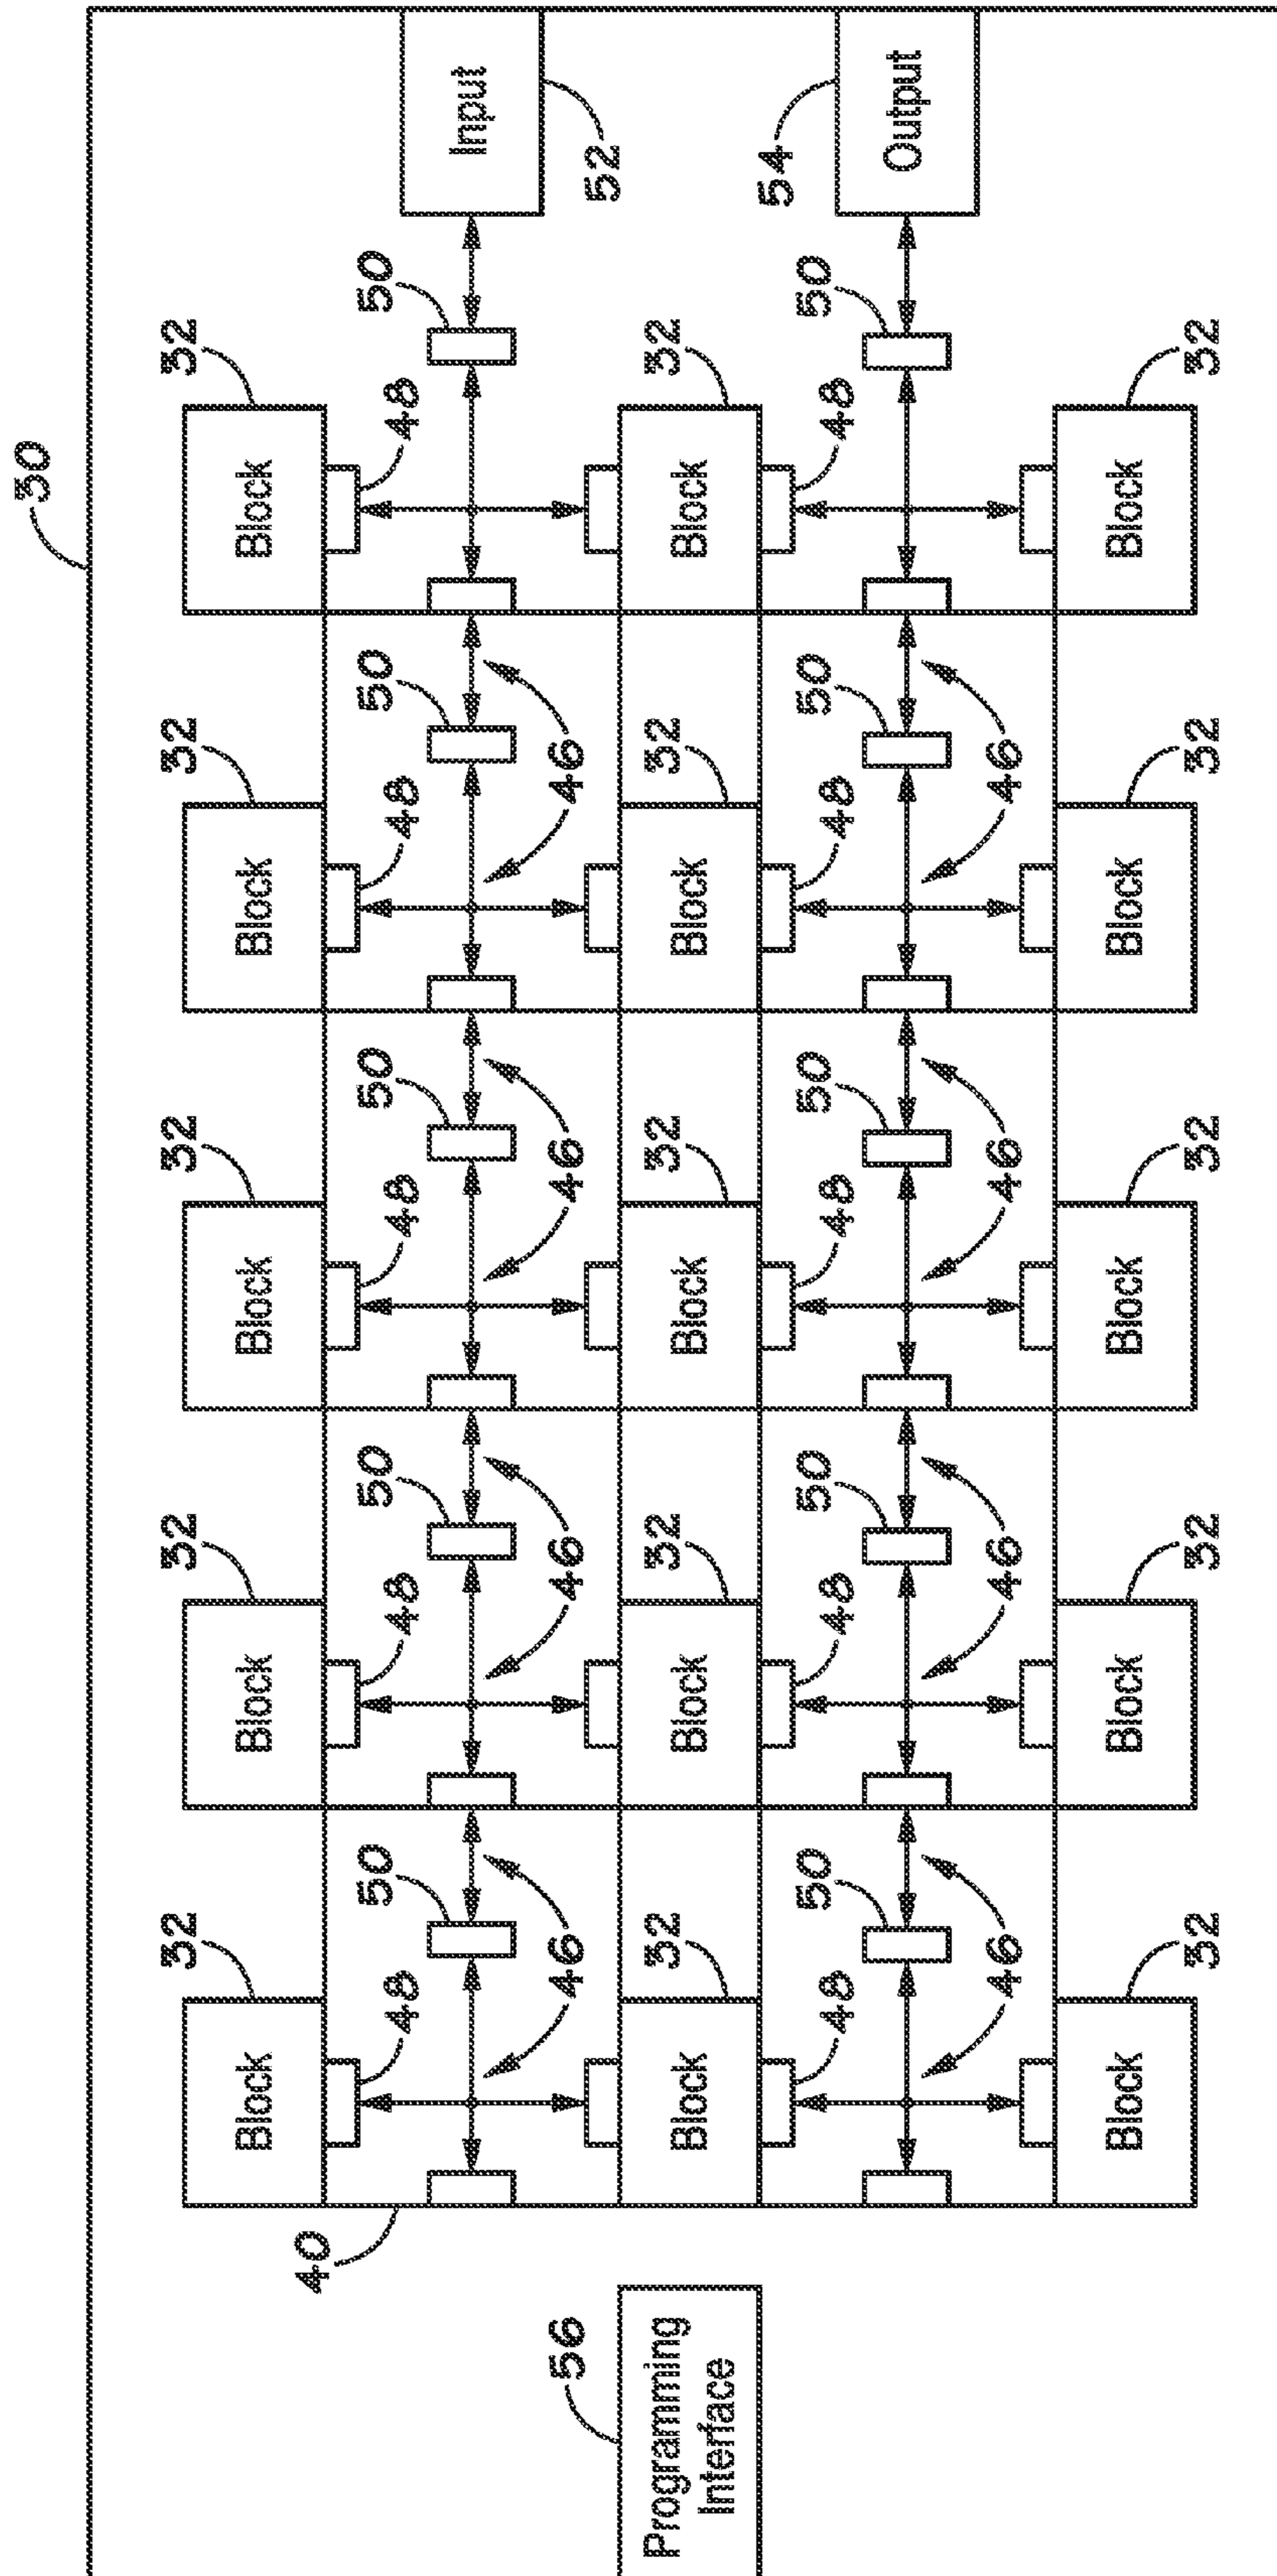 30
32 32 32 32 32
Block Block Block Block Block
40
48 50 48 50 48 50 48 50 48 50
Input
56
46 46 46 46
52
32 32 32 32 32
Programming
Interface
Block Block Block Block Block
54
48 50 48 50 48 50 48 50 48 50
Output
46 46 46 46
Block Block Block Block Block
32 32 32 32 32